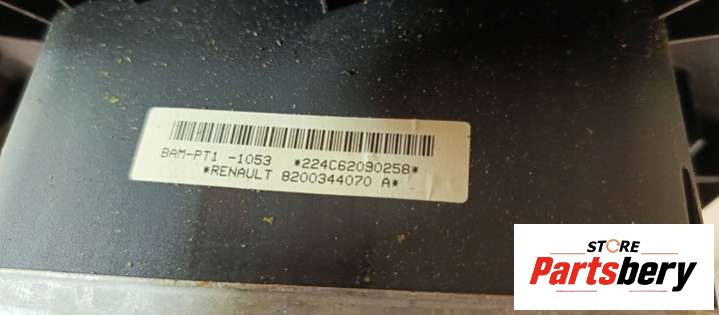 BAM-PT1 -1053 *224C62090258*
*RENAULT 8200344070 A*
STORE
Partsbery